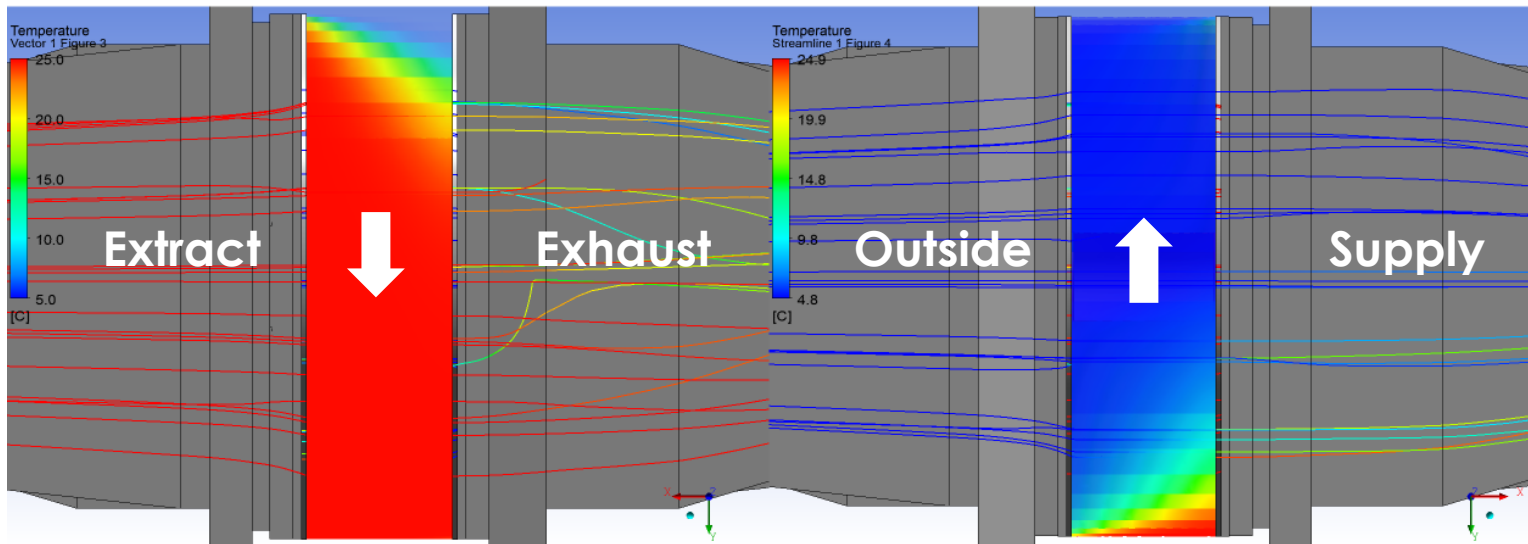 Temperature
Vector 1 Figure 3
25.0
20.0
15.0
10.0
5.0
[C]
Extract
Exhaust
X
Z
Y
Temperature
Streamline 1 Figure 4
24.9
19.9
14.8
9.8
4.8
[C]
Outside
Supply
Z
X
Y